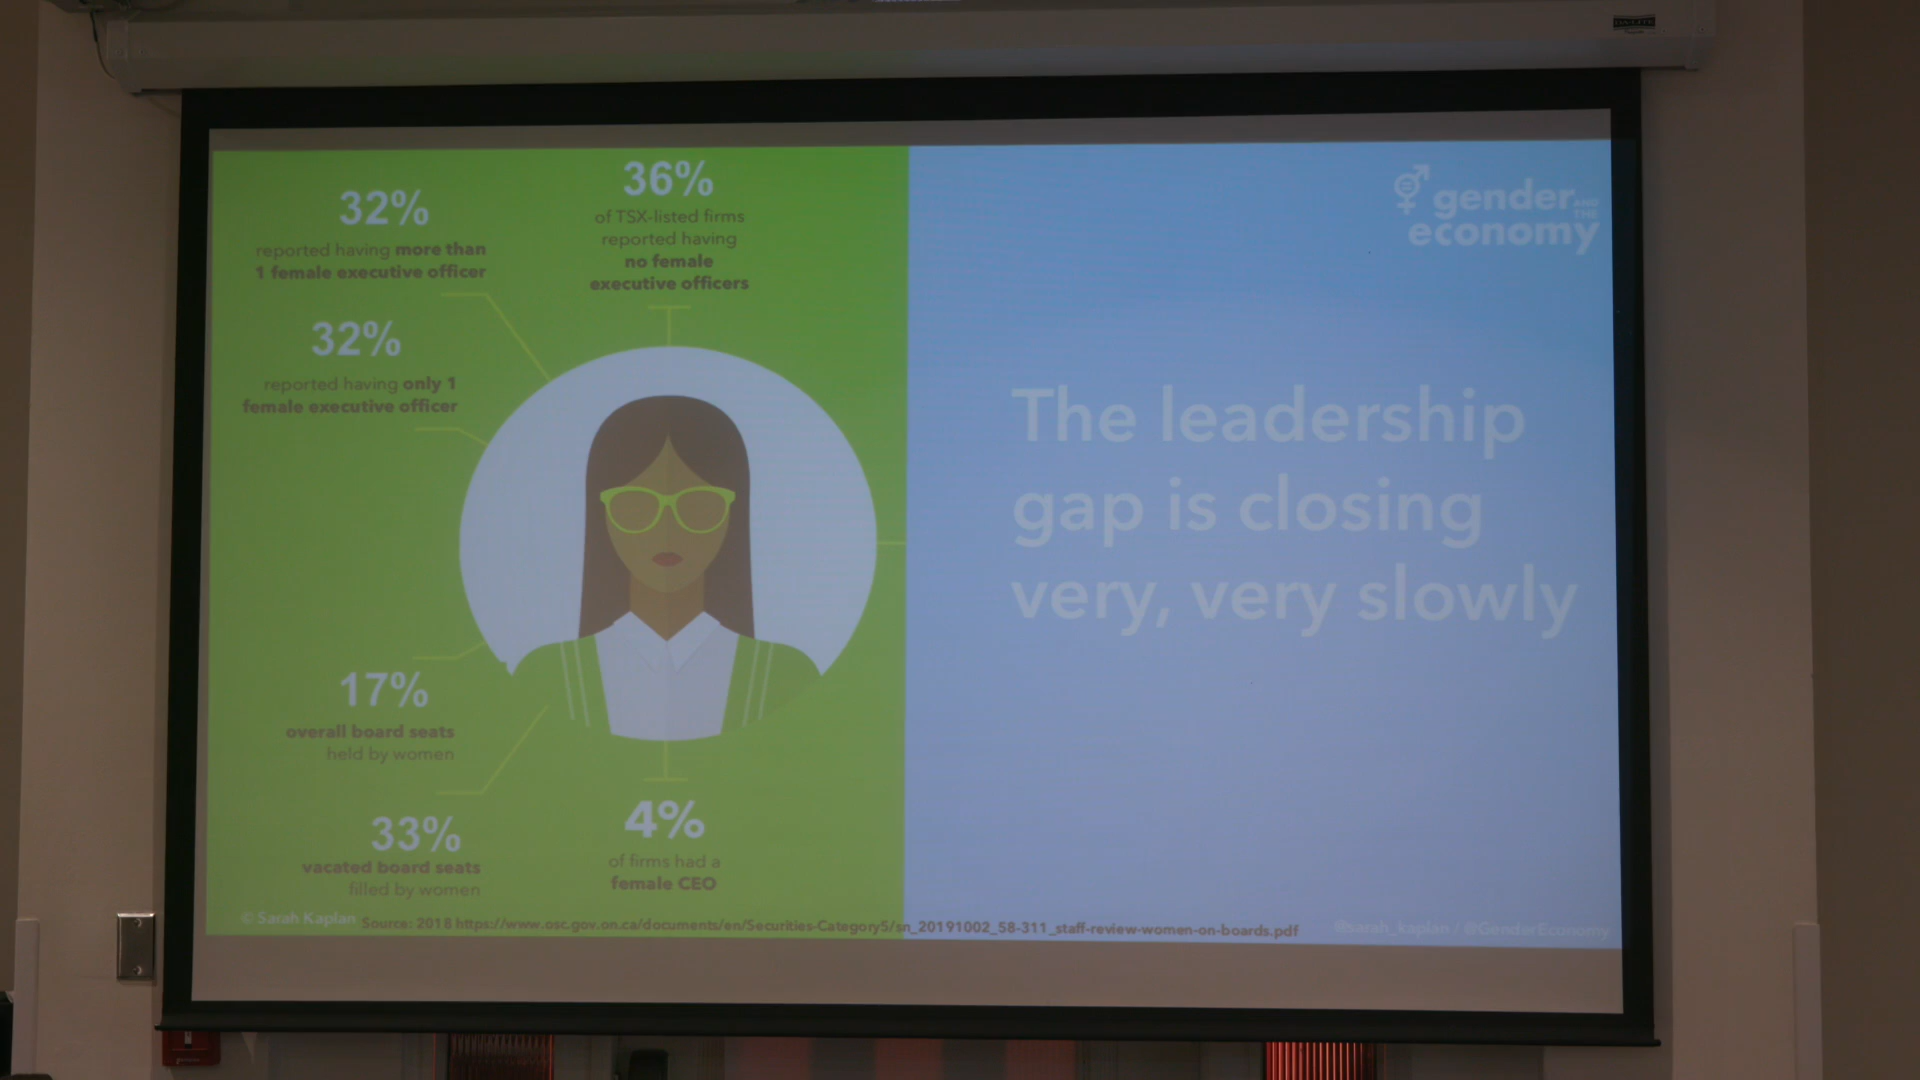 32%
reported having more than
1 female executive officer
36%
of TSX-listed firms
reported having
no female
executive officers
32%
reported having only 1
female executive officer
17%
overall board seats
held by women
33%
vacated board seats
filled by women
4%
of firms had a
female CEO
gender AND
THE
economy
The leadership
gap is closing
very, very slowly
© Sarah Kaplan
Source: 2018 https://www.osc.gov.on.ca/documents/en/Securities-Category5/sn_20191002_58-311_staff-review-women-on-boards.pdf
@sarah_kaplan / @GenderEconomy